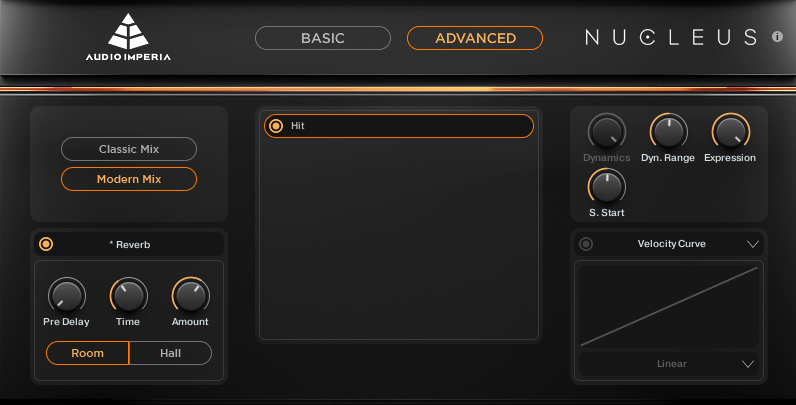 AUDIO IMPERIA
BASIC
ADVANCED
NUCLEUS
i
Classic Mix
Modern Mix
* Reverb
Pre Delay
Time
Amount
Room
Hall
Hit
Dynamics
Dyn. Range
Expression
S. Start
Velocity Curve
Linear